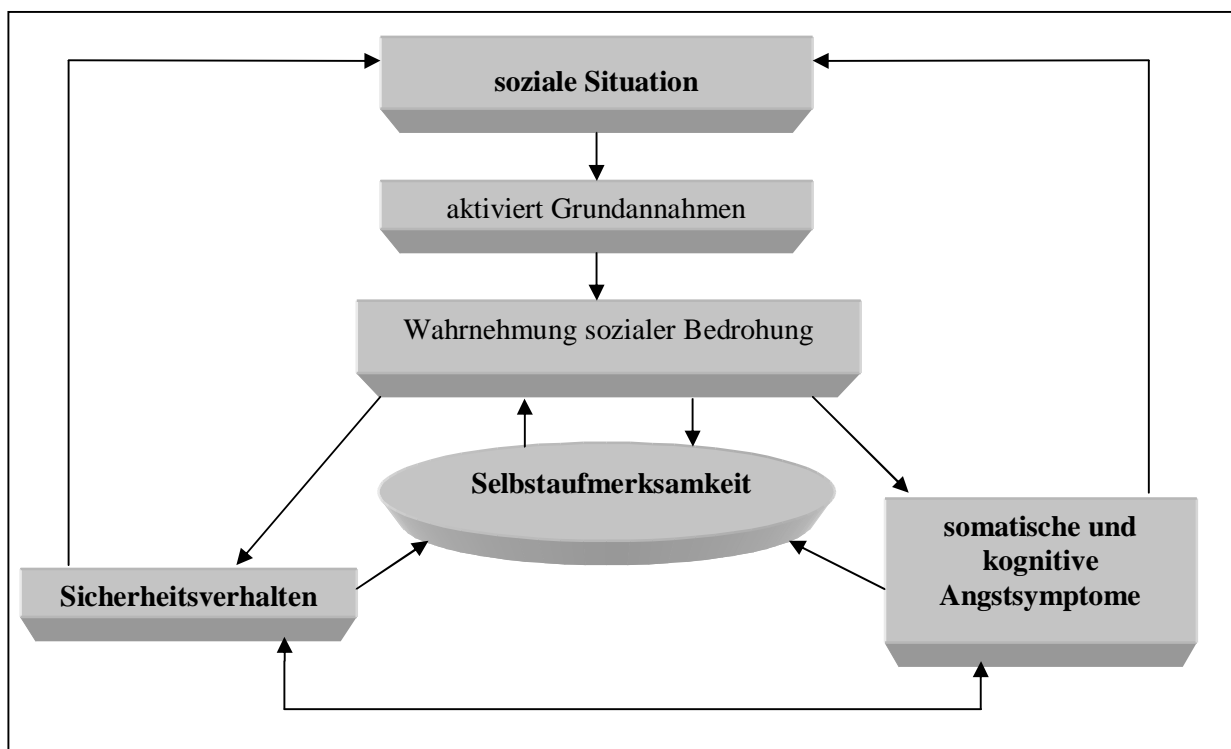 soziale Situation
aktiviert Grundannahmen
Wahrnehmung sozialer Bedrohung
Selbstaufmerksamkeit
Sicherheitsverhalten
somatische und
kognitive
Angstsymptome